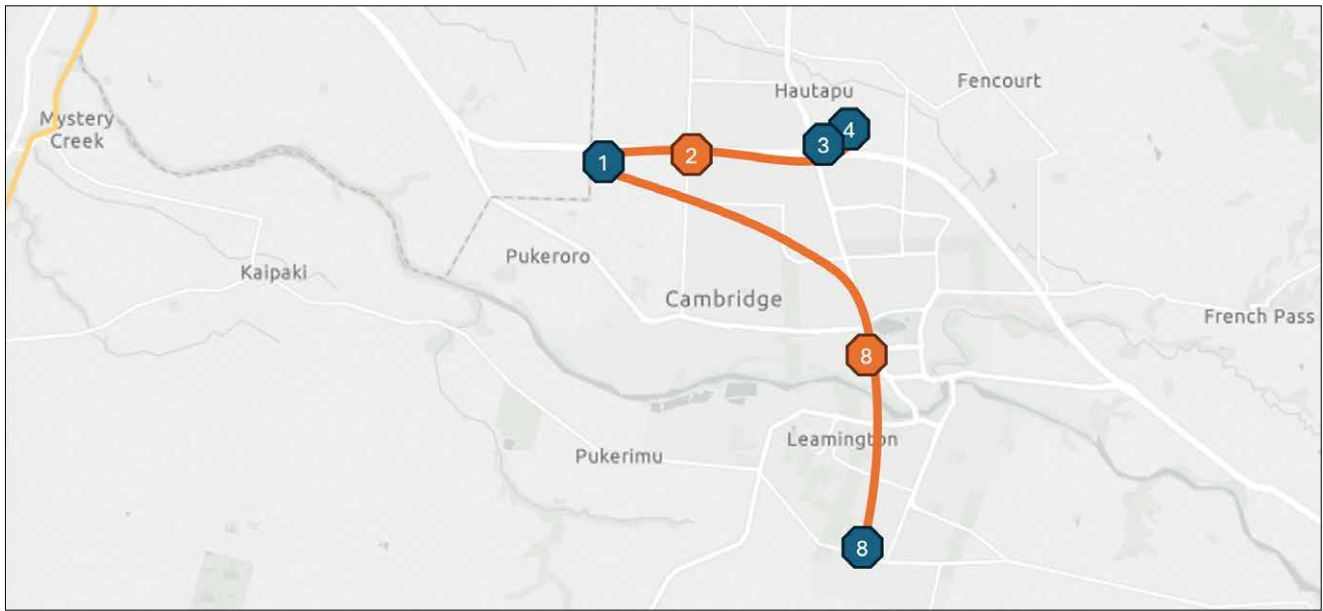 Fencourt
Hautapu
Mystery
Creek
4
3
2
1
Pukeroro
Kaipaki
Cambridge
French Pass
8
Leamington
Pukerimu
8